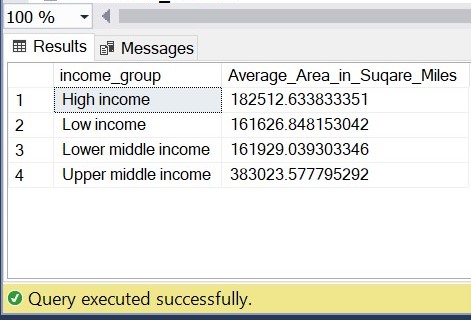 100 %
Results Messages
income_group Average_Area_in_Suqare_Miles
1 High income 182512.633833351
2 Low income 161626.848153042
3 Lower middle income 161929.039303346
4 Upper middle income 383023.577795292
Query executed successfully.